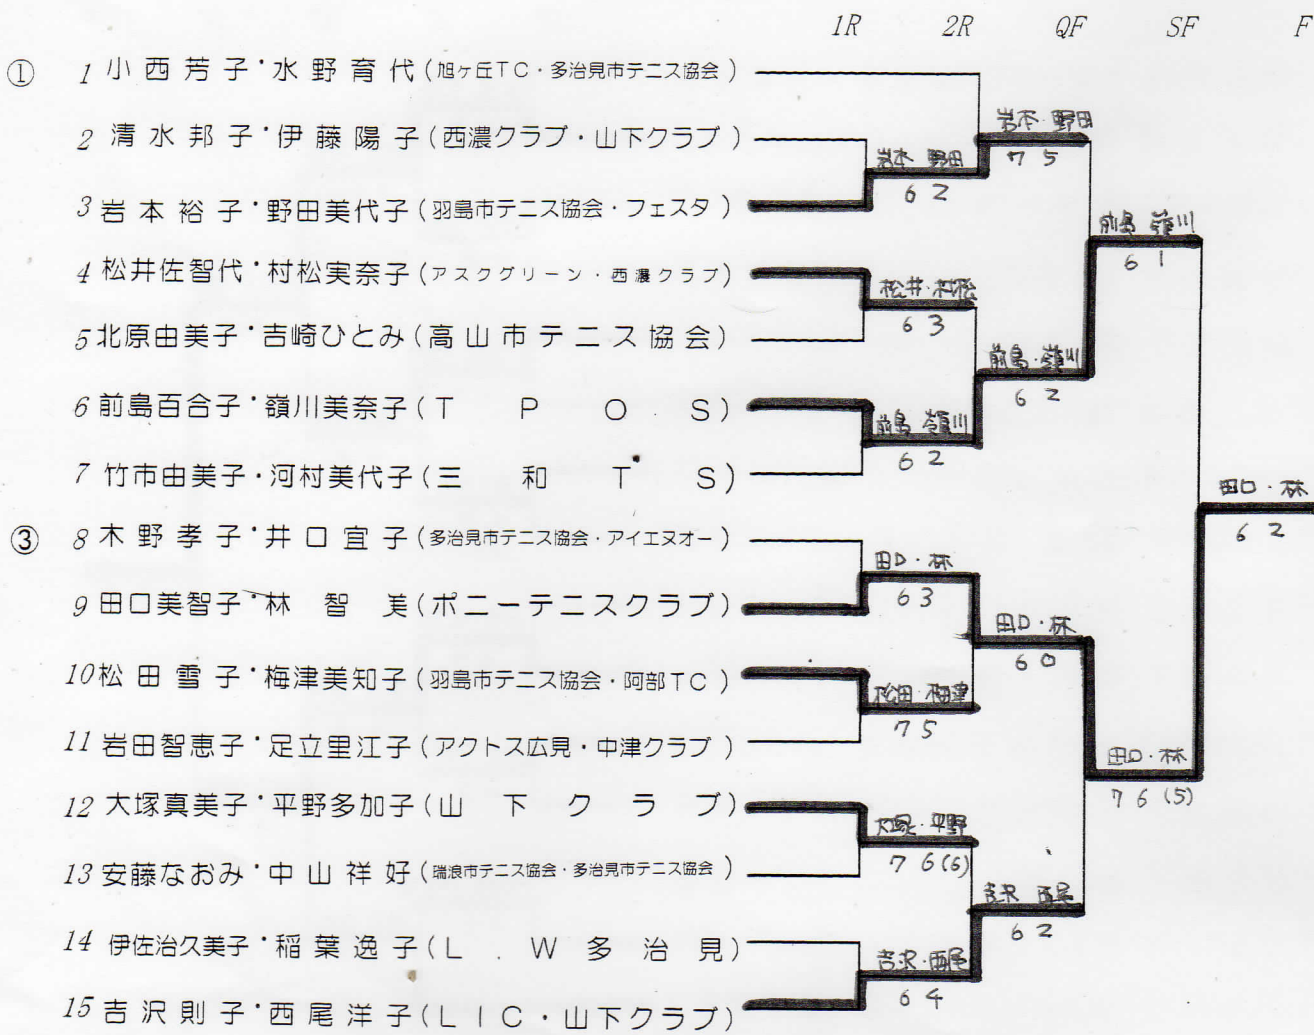 1R 2R QF SF F
① 1 小西芳子・水野育代(旭ヶ丘TC・多治見市テニス協会)
岩本・野田
7 5
2 清水邦子・伊藤陽子(西濃クラブ・山下クラブ)
岩本 野田
6 2
3 岩本裕子・野田美代子(羽島市テニス協会・フェスタ)
前島 嶺川
6 1
4 松井佐智代・村松実奈子(アスクグリーン・西濃クラブ)
松井・村松
6 3
5 北原由美子・吉崎ひとみ(高山市テニス協会)
前島・嶺川
6 2
6 前島百合子・嶺川美奈子(TPOS)
前島 嶺川
6 2
7 竹市由美子・河村美代子(三和TS)
田口・林
6 2
③ 8 木野孝子・井口宜子(多治見市テニス協会・アイエヌオー)
田口・林
6 3
9 田口美智子・林智美(ポニーテニスクラブ)
田口・林
6 0
10 松田雪子・梅津美知子(羽島市テニス協会・阿部TC)
松田・梅津
7 5
11 岩田智恵子・足立里江子(アクトス広見・中津クラブ)
田口・林
7 6 (5)
12 大塚真美子・平野多加子(山下クラブ)
大塚・平野
7 6 (6)
13 安藤なおみ・中山祥好(瑞浪市テニス協会・多治見市テニス協会)
吉沢 西尾
6 2
14 伊佐治久美子・稲葉逸子(L.W多治見)
吉沢・西尾
6 4
15 吉沢則子・西尾洋子(LIC・山下クラブ)